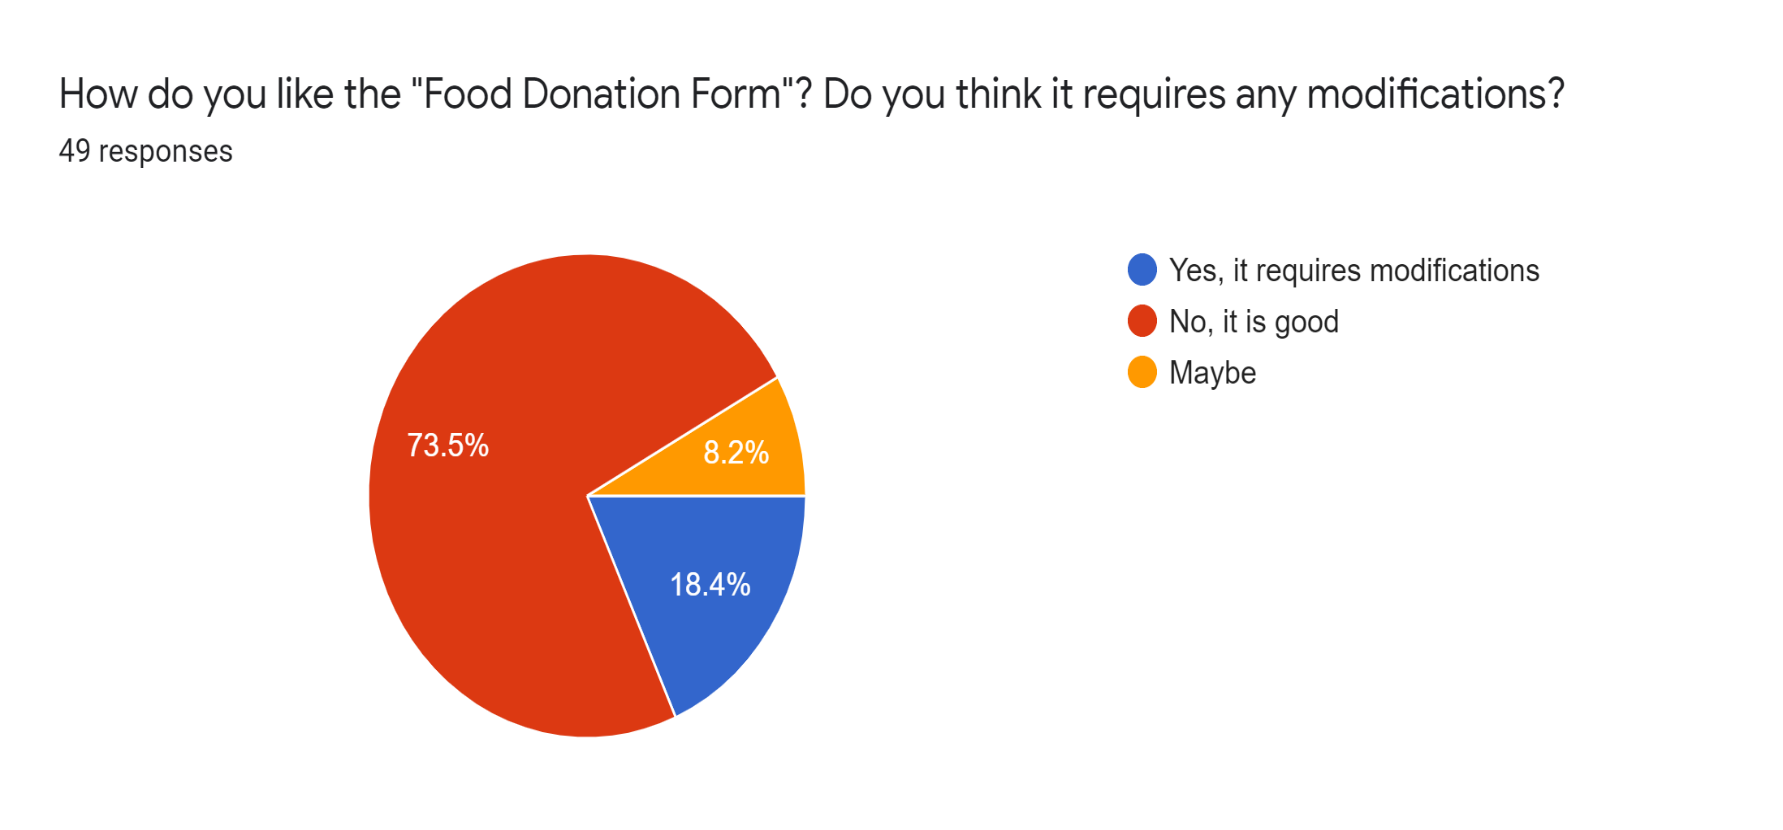 How do you like the "Food Donation Form"? Do you think it requires any modifications?
49 responses
Yes, it requires modifications
No, it is good
Maybe
73.5%
8.2%
18.4%